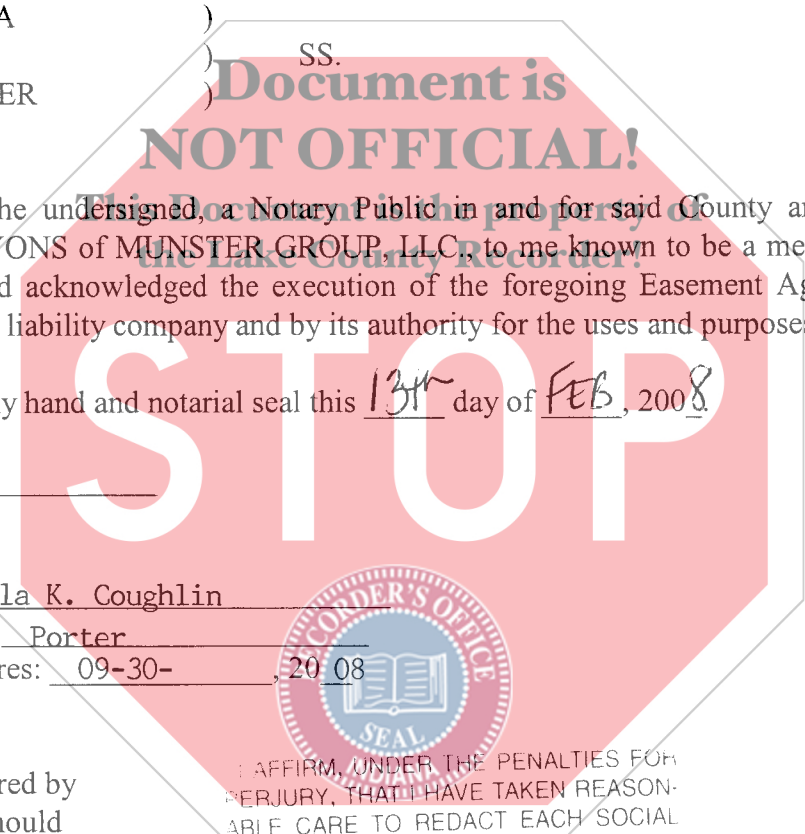 A )
) SS.
ER )
Document is
NOT OFFICIAL!
This Document is the property of
the Lake County Recorder!
he undersigned, a Notary Public in and for said County an
YONS of MUNSTER GROUP, LLC., to me known to be a me
d acknowledged the execution of the foregoing Easement Ag
liability company and by its authority for the uses and purposes
y hand and notarial seal this 13th day of FEB, 2008.
STOP
la K. Coughlin
Porter
res: 09-30-, 20 08
RECORDER'S OFFICE
SEAL
INDIANA
red by
hould
I AFFIRM, UNDER THE PENALTIES FOR
PERJURY, THAT I HAVE TAKEN REASON-
ABLE CARE TO REDACT EACH SOCIAL